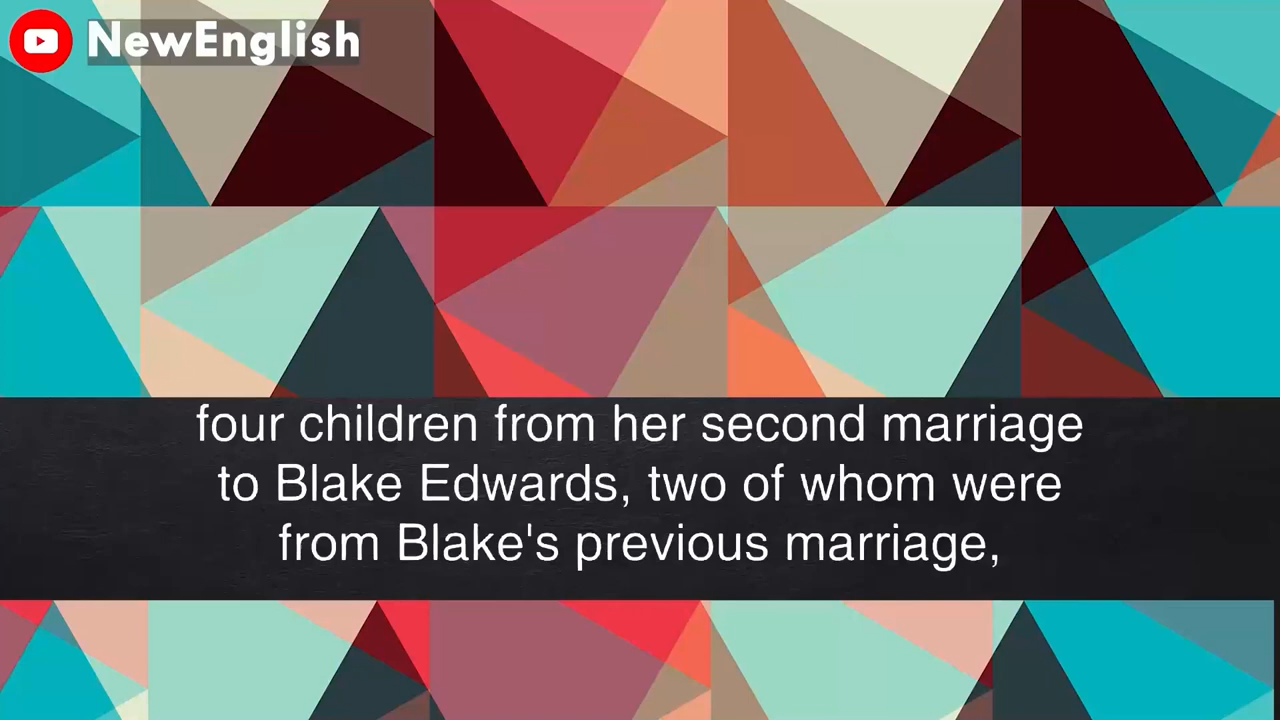 NewEnglish
four children from her second marriage
to Blake Edwards, two of whom were
from Blake's previous marriage,